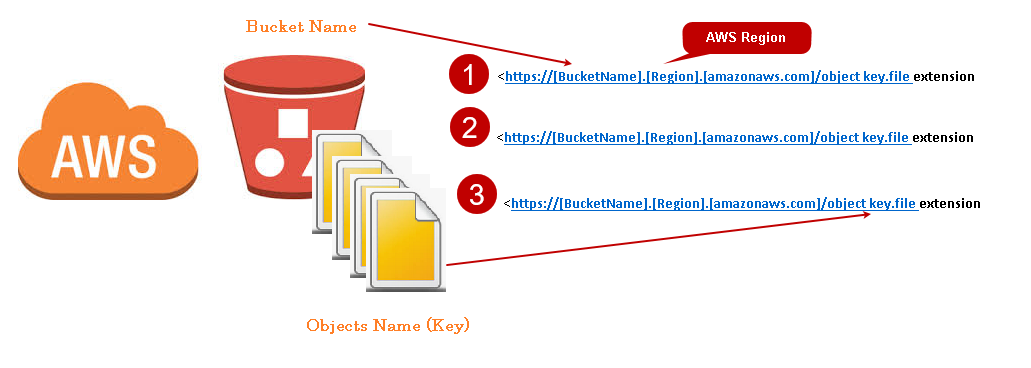 Bucket Name
AWS Region
1 <https://[BucketName].[Region].[amazonaws.com]/object key.file extension
AWS
2 <https://[BucketName].[Region].[amazonaws.com]/object key.file extension
3 <https://[BucketName].[Region].[amazonaws.com]/object key.file extension
Objects Name (Key)